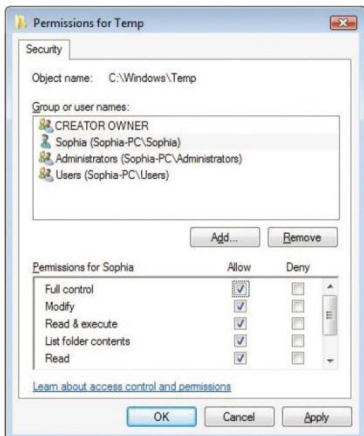 Permissions for Temp
Security
Object name: C:\Windows\Temp
Group or user names:
CREATOR OWNER
Sophia (Sophia-PC\Sophia)
Administrators (Sophia-PC\Administrators)
Users (Sophia-PC\Users)
Add... Remove
Permissions for Sophia Allow Deny
Full control
Modify
Read & execute
List folder contents
Read
Learn about access control and permissions
OK Cancel Apply